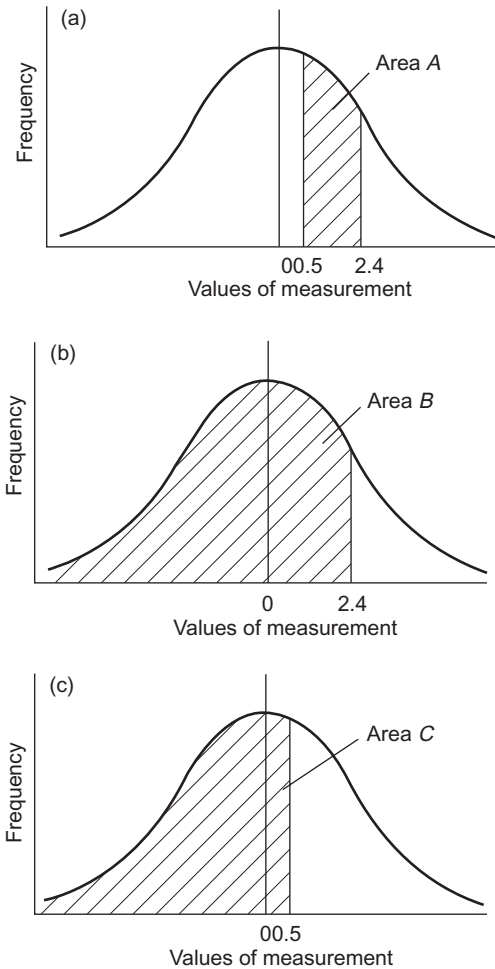 (a)
Frequency
Area A
00.5 2.4
Values of measurement
(b)
Frequency
Area B
0 2.4
Values of measurement
(c)
Frequency
Area C
00.5
Values of measurement